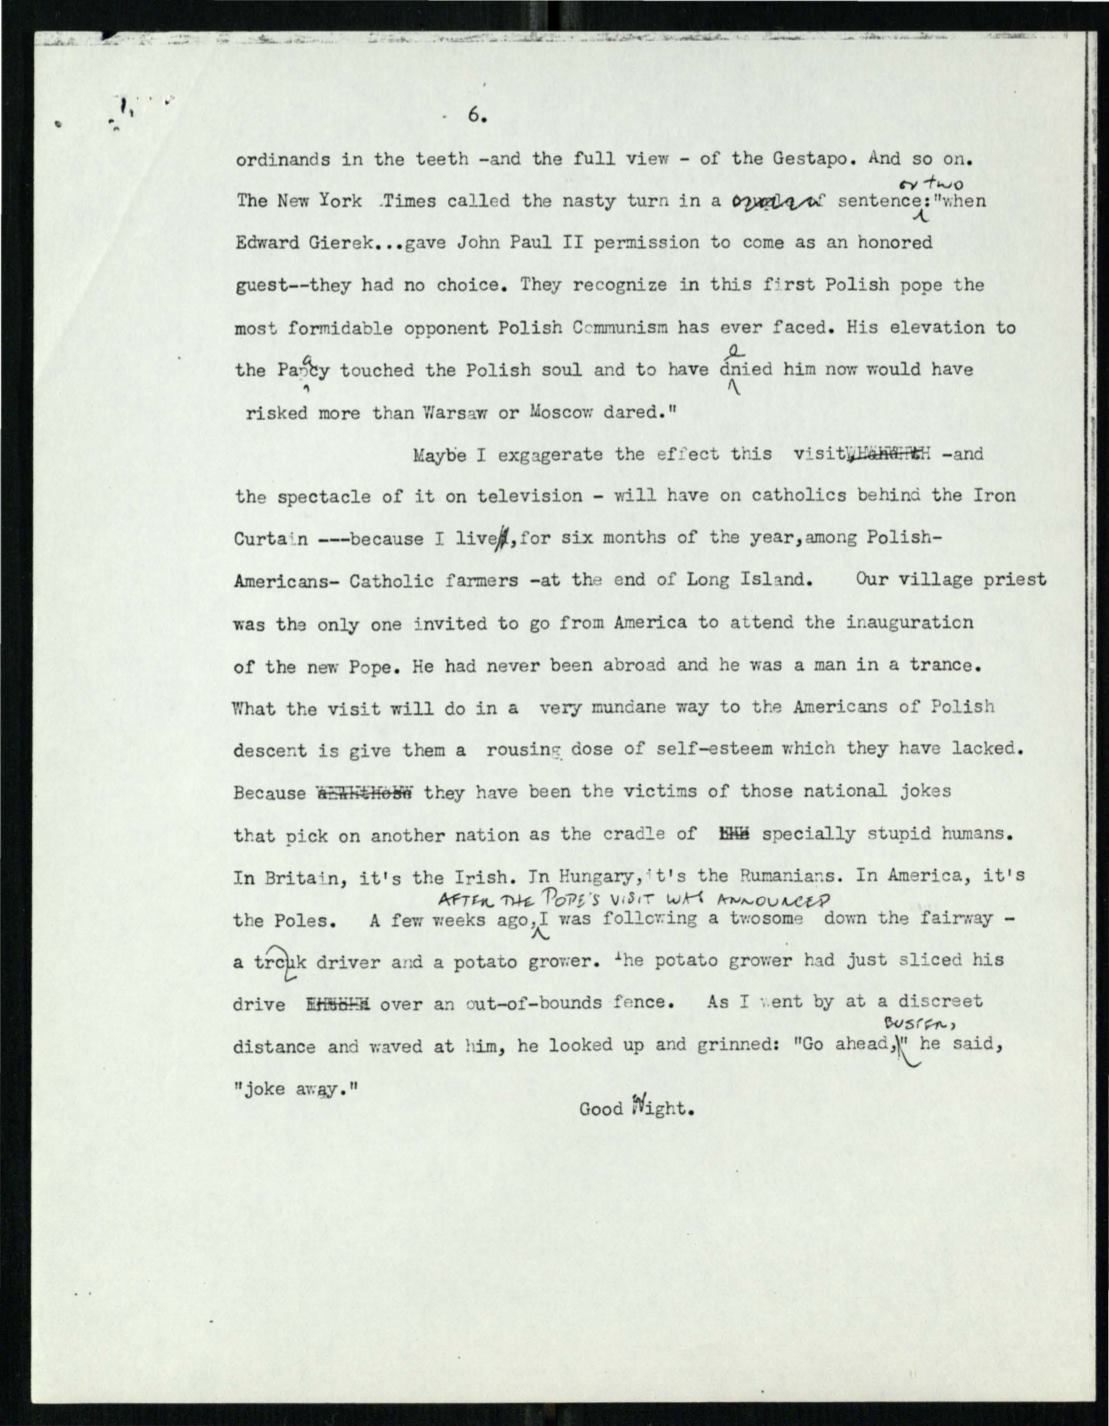 6.
ordinands in the teeth -and the full view - of the Gestapo. And so on.
or two
The New York .Times called the nasty turn in a sentence:"when
Edward Gierek...gave John Paul II permission to come as an honored
guest--they had no choice. They recognize in this first Polish pope the
most formidable opponent Polish Communism has ever faced. His elevation to
a e
the Pancy touched the Polish soul and to have dnied him now would have
risked more than Warsaw or Moscow dared."
Maybe I exgagerate the effect this visit -and
the spectacle of it on television - will have on catholics behind the Iron
Curtain ---because I live,for six months of the year,among Polish-
Americans- Catholic farmers -at the end of Long Island. Our village priest
was the only one invited to go from America to attend the inauguration
of the new Pope. He had never been abroad and he was a man in a trance.
What the visit will do in a very mundane way to the Americans of Polish
descent is give them a rousing dose of self-esteem which they have lacked.
Because they have been the victims of those national jokes
that pick on another nation as the cradle of specially stupid humans.
In Britain, it's the Irish. In Hungary,it's the Rumanians. In America, it's
AFTER THE POPE'S VISIT WAS ANNOUNCED
the Poles. A few weeks ago,I was following a twosome down the fairway -
a trcuk driver and a potato grower. The potato grower had just sliced his
drive over an out-of-bounds fence. As I went by at a discreet
BUSTER,
distance and waved at him, he looked up and grinned: "Go ahead," he said,
"joke away."
Good Night.